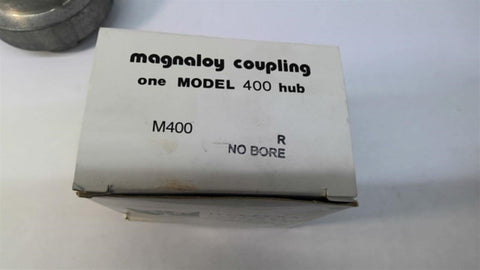 magnaloy coupling
one MODEL 400 hub
M400
R
NO BORE